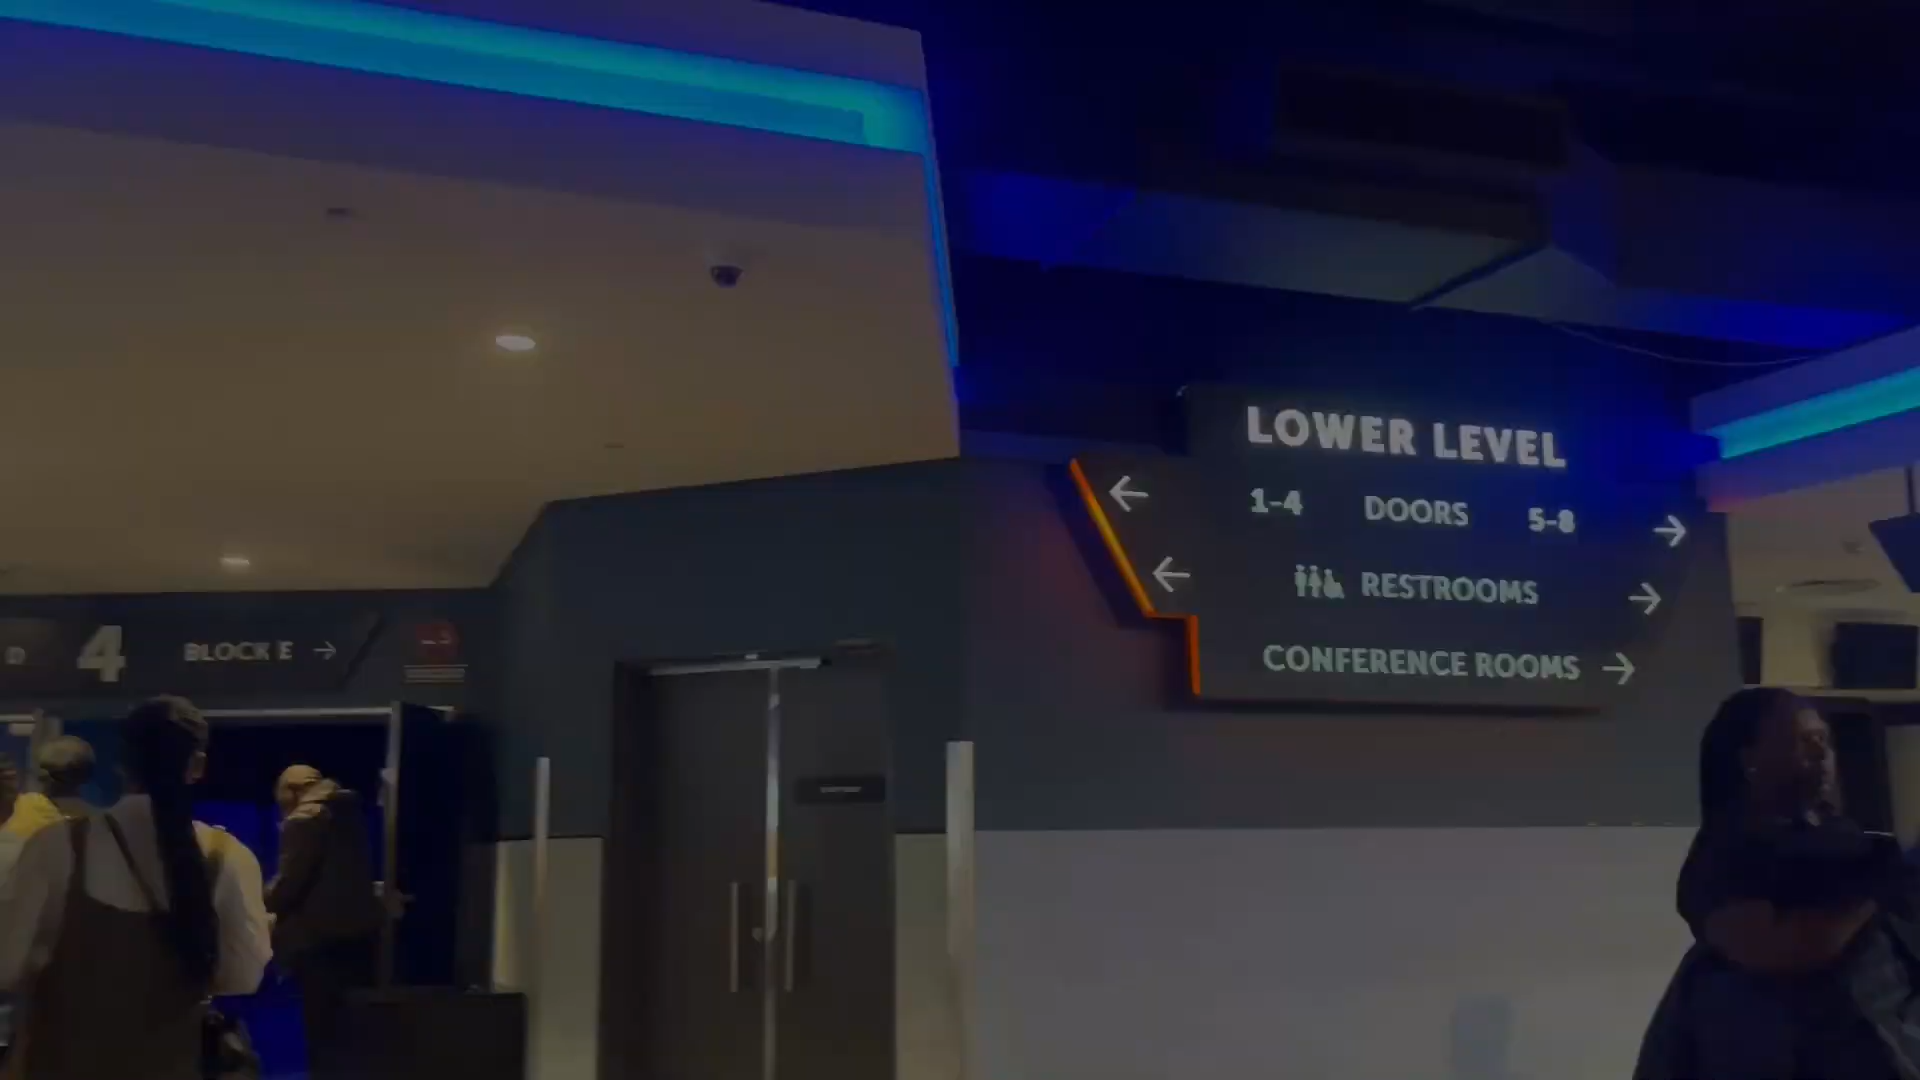 LOWER LEVEL
← 1-4 DOORS 5-8 →
← RESTROOMS →
CONFERENCE ROOMS →
D 4 BLOCK E →